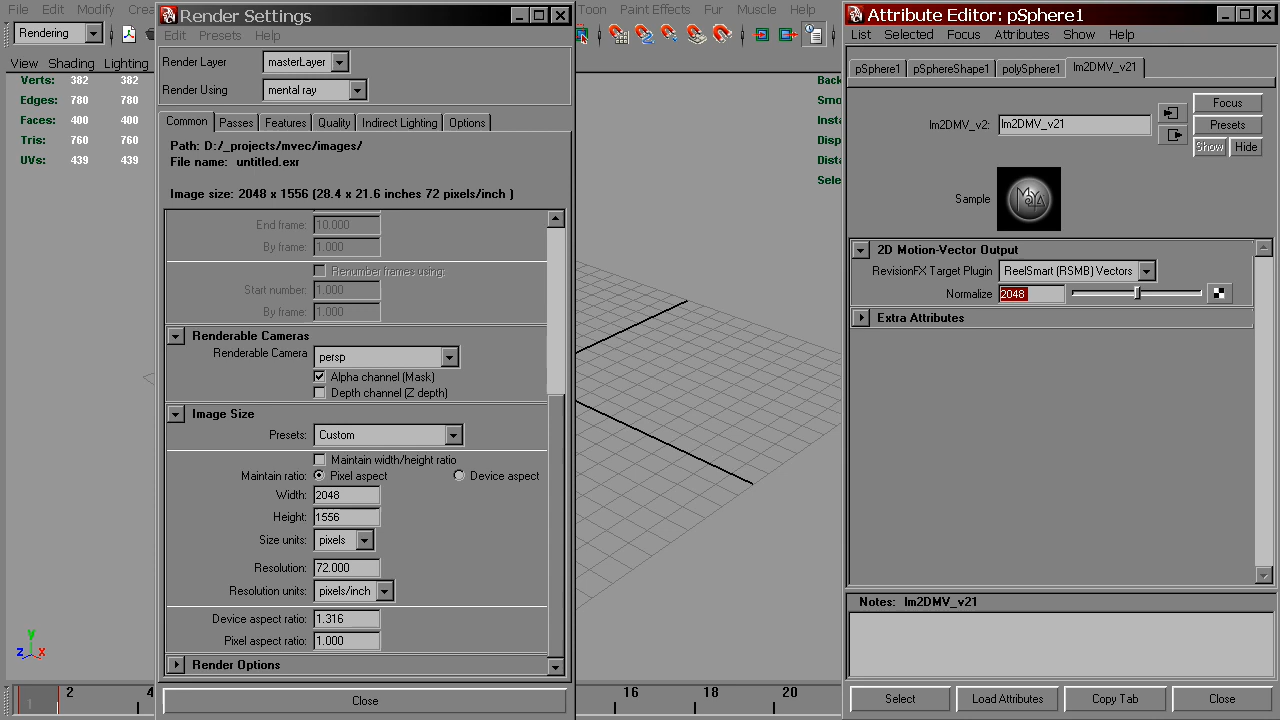 File Edit Modify Crea
Toon Paint Effects Fur Muscle Help
Rendering
View Shading Lighting
Verts: 382 382
Edges: 780 780
Faces: 400 400
Tris: 760 760
UVs: 439 439
Back
Smo
Insta
Disp
Dista
Sele
y
z x
Render Settings
Edit Presets Help
Render Layer masterLayer
Render Using mental ray
Common Passes Features Quality Indirect Lighting Options
Path: D:/_projects/mvec/images/
File name: untitled.exr
Image size: 2048 x 1556 (28.4 x 21.6 inches 72 pixels/inch )
End frame: 10.000
By frame: 1.000
Renumber frames using:
Start number: 1.000
By frame: 1.000
Renderable Cameras
Renderable Camera persp
Alpha channel (Mask)
Depth channel (Z depth)
Image Size
Presets: Custom
Maintain width/height ratio
Maintain ratio: Pixel aspect Device aspect
Width: 2048
Height: 1556
Size units: pixels
Resolution: 72.000
Resolution units: pixels/inch
Device aspect ratio: 1.316
Pixel aspect ratio: 1.000
Render Options
Close
1 2 4 16 18 20
Attribute Editor: pSphere1
List Selected Focus Attributes Show Help
pSphere1 pSphereShape1 polySphere1 lm2DMV_v21
lm2DMV_v2: lm2DMV_v21
Focus
Presets
Show Hide
Sample
MAYA
2D Motion-Vector Output
RevisionFX Target Plugin ReelSmart (RSMB) Vectors
Normalize 2048
Extra Attributes
Notes: lm2DMV_v21
Select Load Attributes Copy Tab Close